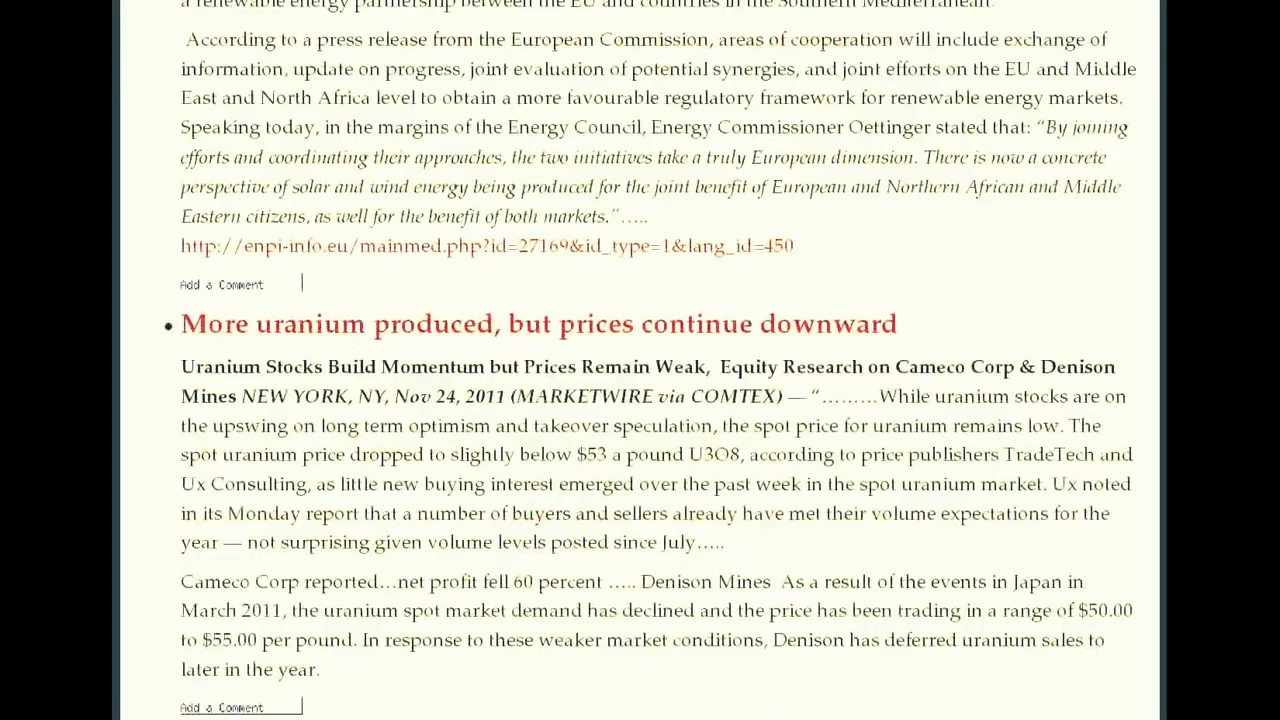 a renewable energy partnership between the EU and countries in the Southern Mediterranean.
According to a press release from the European Commission, areas of cooperation will include exchange of
information, update on progress, joint evaluation of potential synergies, and joint efforts on the EU and Middle
East and North Africa level to obtain a more favourable regulatory framework for renewable energy markets.
Speaking today, in the margins of the Energy Council, Energy Commissioner Oettinger stated that: “By joining
efforts and coordinating their approaches, the two initiatives take a truly European dimension. There is now a concrete
perspective of solar and wind energy being produced for the joint benefit of European and Northern African and Middle
Eastern citizens, as well for the benefit of both markets.”…..
http://enpi-info.eu/mainmed.php?id=27169&id_type=1&lang_id=450
Add a Comment
• More uranium produced, but prices continue downward
Uranium Stocks Build Momentum but Prices Remain Weak, Equity Research on Cameco Corp & Denison
Mines NEW YORK, NY, Nov 24, 2011 (MARKETWIRE via COMTEX) — “………While uranium stocks are on
the upswing on long term optimism and takeover speculation, the spot price for uranium remains low. The
spot uranium price dropped to slightly below $53 a pound U3O8, according to price publishers TradeTech and
Ux Consulting, as little new buying interest emerged over the past week in the spot uranium market. Ux noted
in its Monday report that a number of buyers and sellers already have met their volume expectations for the
year — not surprising given volume levels posted since July…..
Cameco Corp reported…net profit fell 60 percent ….. Denison Mines As a result of the events in Japan in
March 2011, the uranium spot market demand has declined and the price has been trading in a range of $50.00
to $55.00 per pound. In response to these weaker market conditions, Denison has deferred uranium sales to
later in the year.
Add a Comment